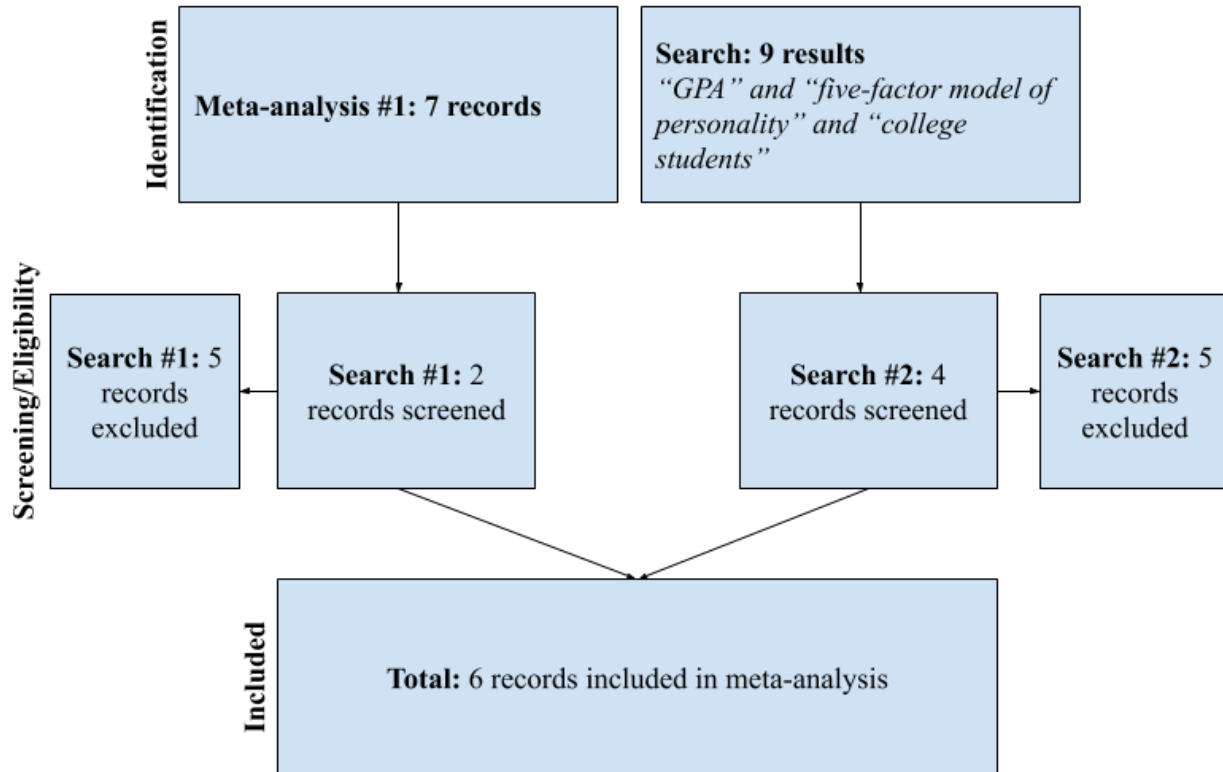 Identification
Meta-analysis #1: 7 records
Search: 9 results
“GPA” and “five-factor model of
personality” and “college
students”
Screening/Eligibility
Search #1: 5
records
excluded
Search #1: 2
records screened
Search #2: 4
records screened
Search #2: 5
records
excluded
Included
Total: 6 records included in meta-analysis